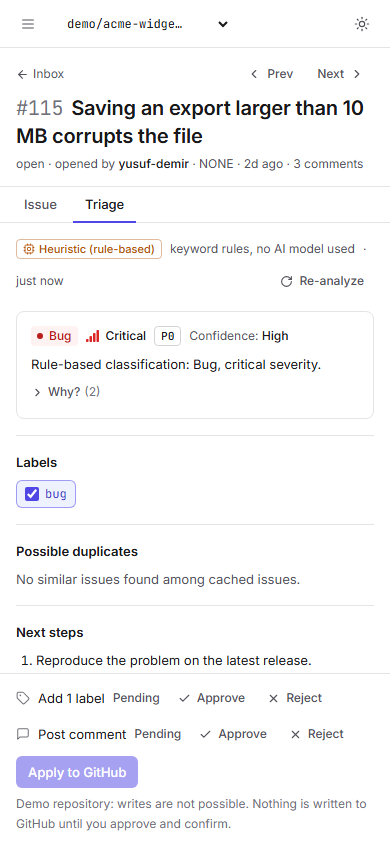 demo/acme-widge…
Inbox
Prev
Next
#115 Saving an export larger than 10
MB corrupts the file
open · opened by yusuf-demir · NONE · 2d ago · 3 comments
Issue
Triage
Heuristic (rule-based) keyword rules, no AI model used ·
just now
Re-analyze
Bug Critical P0 Confidence: High
Rule-based classification: Bug, critical severity.
Why? (2)
Labels
bug
Possible duplicates
No similar issues found among cached issues.
Next steps
1. Reproduce the problem on the latest release.
Add 1 label Pending Approve Reject
Post comment Pending Approve Reject
Apply to GitHub
Demo repository: writes are not possible. Nothing is written to
GitHub until you approve and confirm.